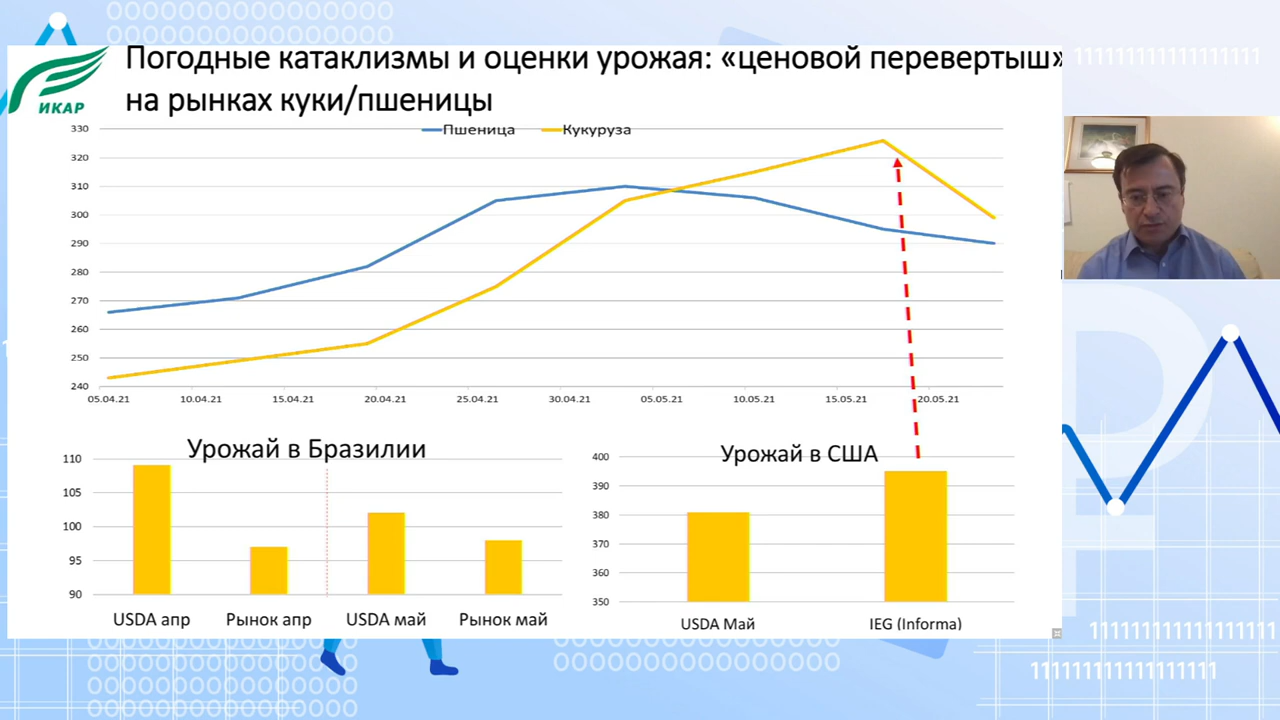 OOOOOOOOOOOOOOOO
OOOOOOOOOOOOOOOO
ИКАР
Погодные катаклизмы и оценки урожая: «ценовой перевертыш»
на рынках куки/пшеницы
Пшеница Кукуруза
330
320
310
300
290
280
270
260
250
240
05.04.21 10.04.21 15.04.21 20.04.21 25.04.21 30.04.21 05.05.21 10.05.21 15.05.21 20.05.21
Урожай в Бразилии
110
105
100
95
90
USDA апр Рынок апр USDA май Рынок май
Урожай в США
400
390
380
370
360
350
USDA Май IEG (Informa)